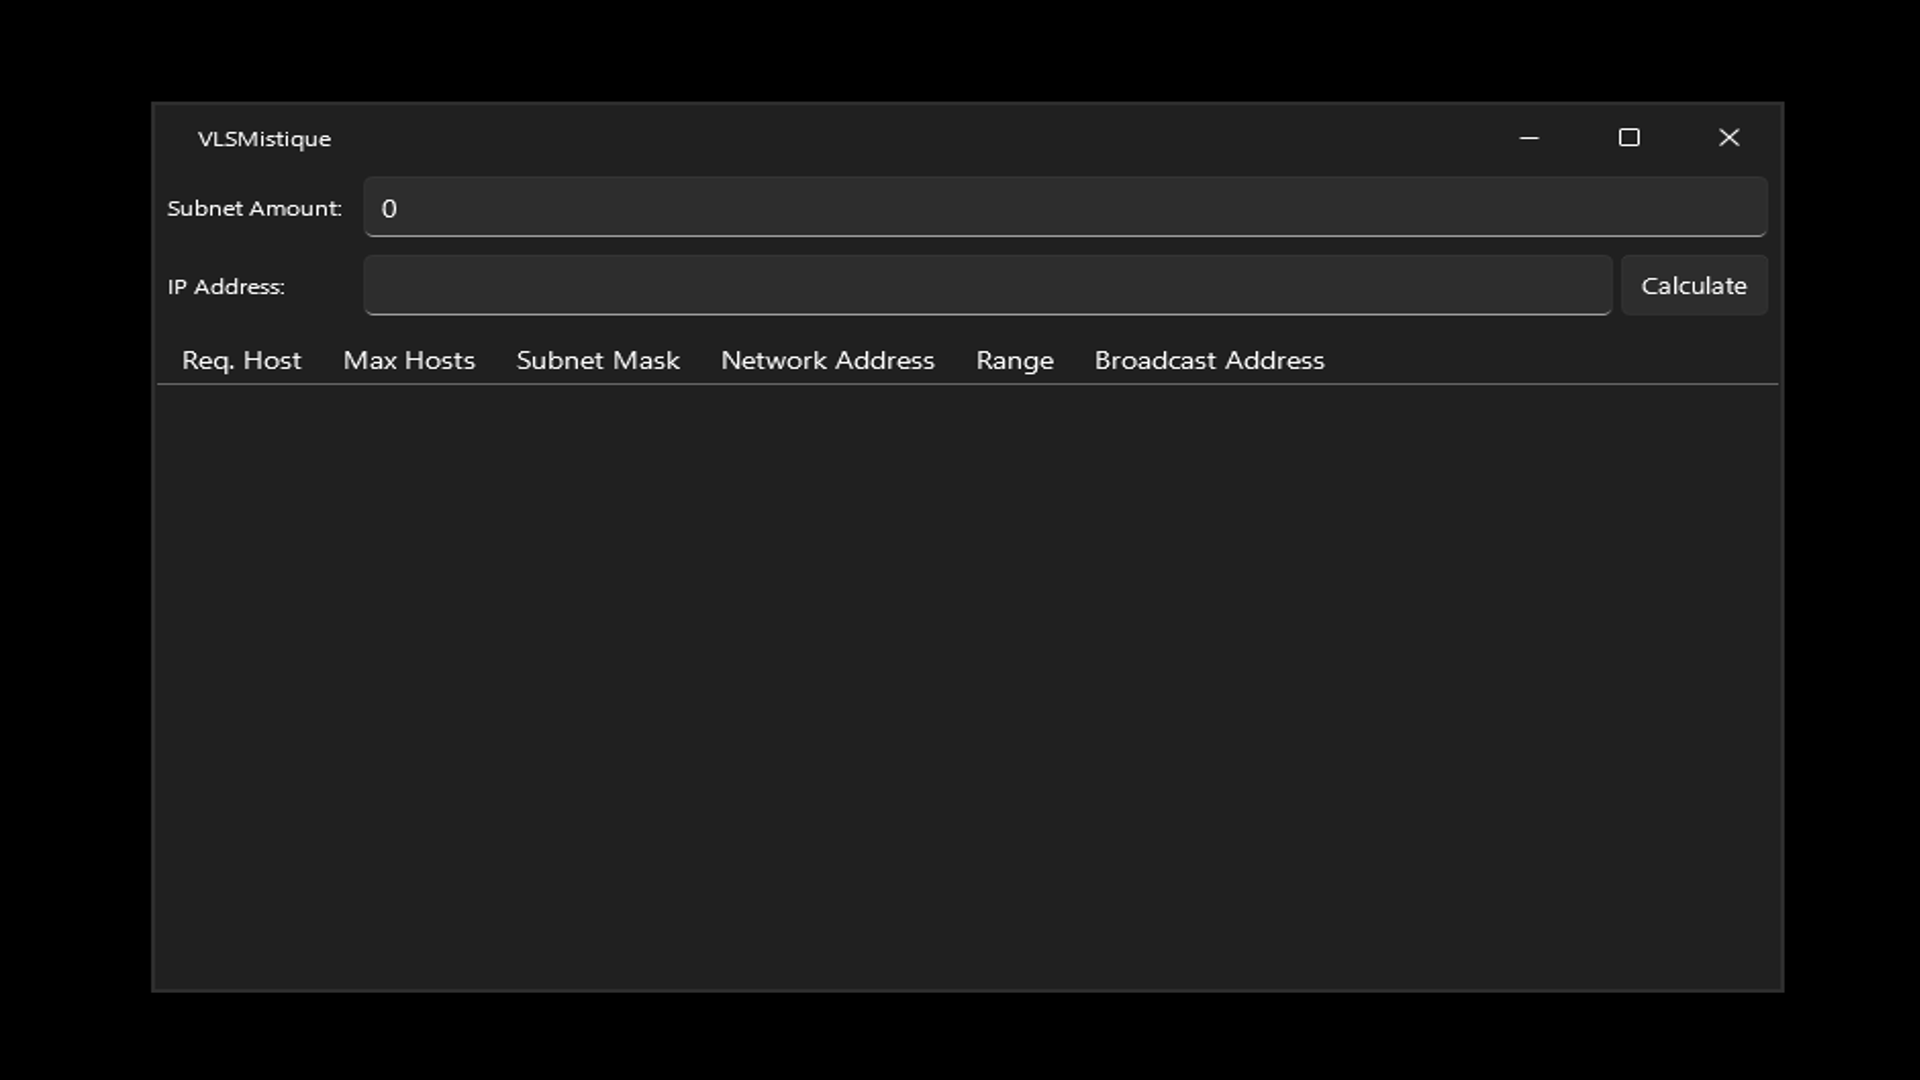 VLSMistique
Subnet Amount: 0
IP Address: Calculate
Req. Host Max Hosts Subnet Mask Network Address Range Broadcast Address